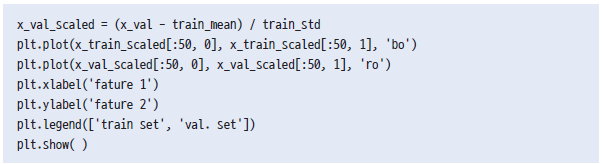 x_val_scaled = (x_val - train_mean) / train_std
plt.plot(x_train_scaled[:50, 0], x_train_scaled[:50, 1], 'bo')
plt.plot(x_val_scaled[:50, 0], x_val_scaled[:50, 1], 'ro')
plt.xlabel('fature 1')
plt.ylabel('fature 2')
plt.legend(['train set', 'val. set'])
plt.show( )